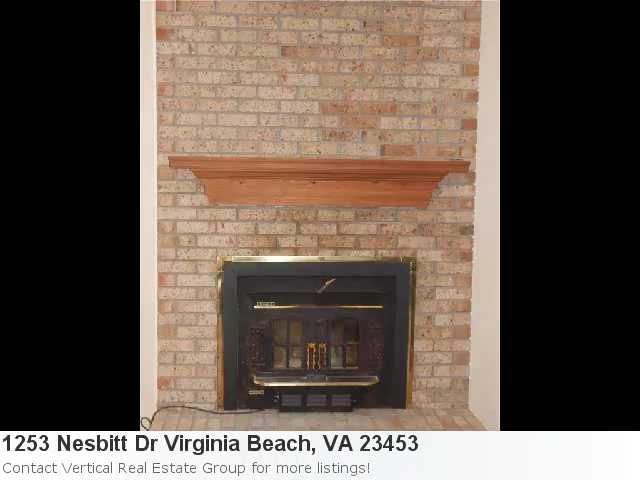 1253 Nesbitt Dr Virginia Beach, VA 23453
Contact Vertical Real Estate Group for more listings!